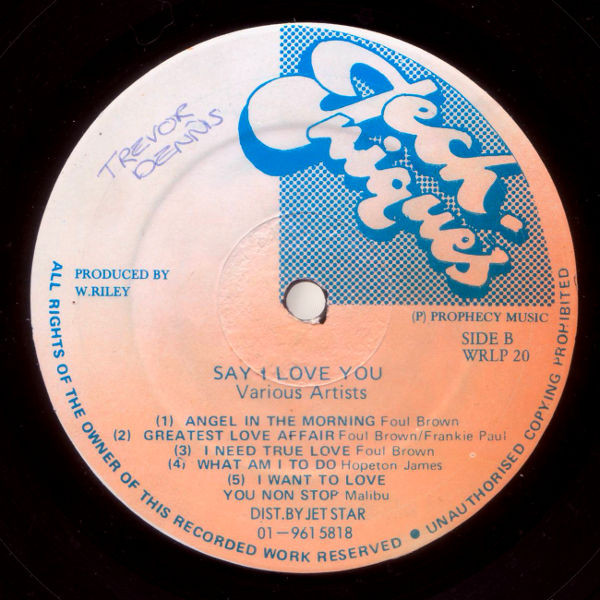 Tech-
niques
TREVOR
DENNIS
PRODUCED BY
W.RILEY
(P) PROPHECY MUSIC
SIDE B
WRLP 20
SAY I LOVE YOU
Various Artists
(1) ANGEL IN THE MORNING Foul Brown
(2) GREATEST LOVE AFFAIR Foul Brown/Frankie Paul
(3) I NEED TRUE LOVE Foul Brown
(4) WHAT AM I TO DO Hopeton James
(5) I WANT TO LOVE
YOU NON STOP Malibu
DIST.BY JET STAR
01-961 5818
ALL RIGHTS OF THE OWNER OF THIS RECORDED WORK RESERVED ● UNAUTHORISED COPYING PROHIBITED